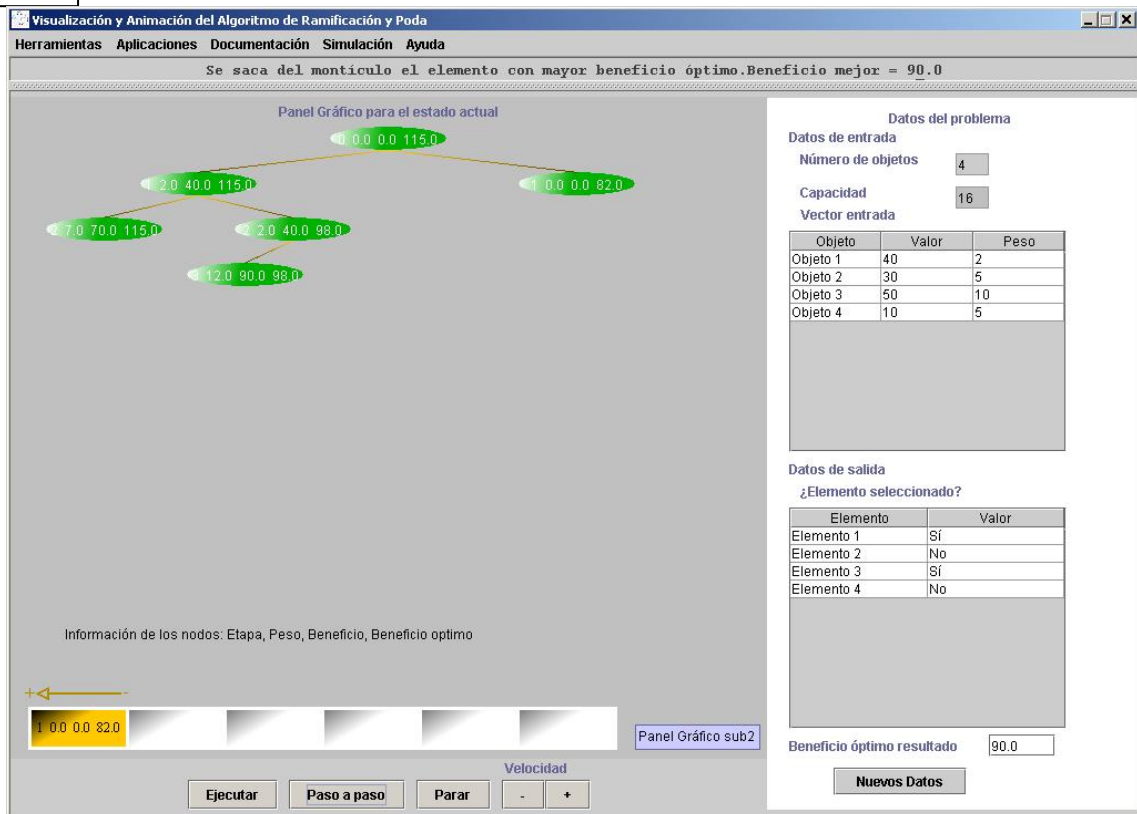 Visualización y Animación del Algoritmo de Ramificación y Poda
Herramientas Aplicaciones Documentación Simulación Ayuda
Se saca del montículo el elemento con mayor beneficio óptimo.Beneficio mejor = 90.0
Panel Gráfico para el estado actual
0 0.0 0.0 115.0
1 2.0 40.0 115.0
1 0.0 0.0 82.0
2 7.0 70.0 115.0
2 2.0 40.0 98.0
3 12.0 90.0 98.0
Información de los nodos: Etapa, Peso, Beneficio, Beneficio optimo
+ -
1 0.0 0.0 82.0
Panel Gráfico sub2
Velocidad
Ejecutar Paso a paso Parar - +
Datos del problema
Datos de entrada
Número de objetos 4
Capacidad 16
Vector entrada
Objeto Valor Peso
Objeto 1 40 2
Objeto 2 30 5
Objeto 3 50 10
Objeto 4 10 5
Datos de salida
¿Elemento seleccionado?
Elemento Valor
Elemento 1 Sí
Elemento 2 No
Elemento 3 Sí
Elemento 4 No
Beneficio óptimo resultado 90.0
Nuevos Datos